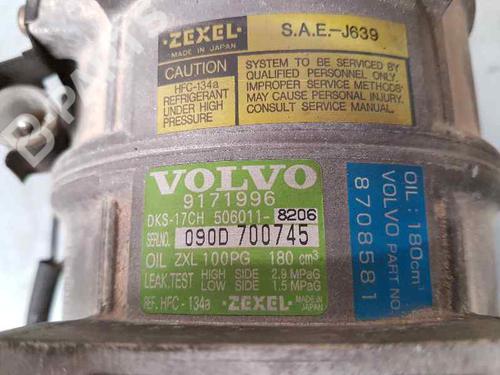 ·ZEXEL·
MADE IN JAPAN
S.A.E.-J639
CAUTION
HFC-134a
REFRIGERANT
UNDER HIGH
PRESSURE
SYSTEM TO BE SERVICED BY
QUALIFIED PERSONNEL ONLY.
IMPROPER SERVICE METHODS
MAY CAUSE PERSONAL INJURY.
CONSULT SERVICE MANUAL.
VOLVO
9171996
DKS-17CH 506011-8206
SERI.NO. 090D 700745
OIL ZXL 100PG 180 cm³
LEAK.TEST HIGH SIDE 2.9 MPaG
LOW SIDE 1.5 MPaG
REF. HFC-134a ·ZEXEL·
MADE IN JAPAN
OIL : 180cm³
VOLVO PART NO.
8708581
B-PARTS